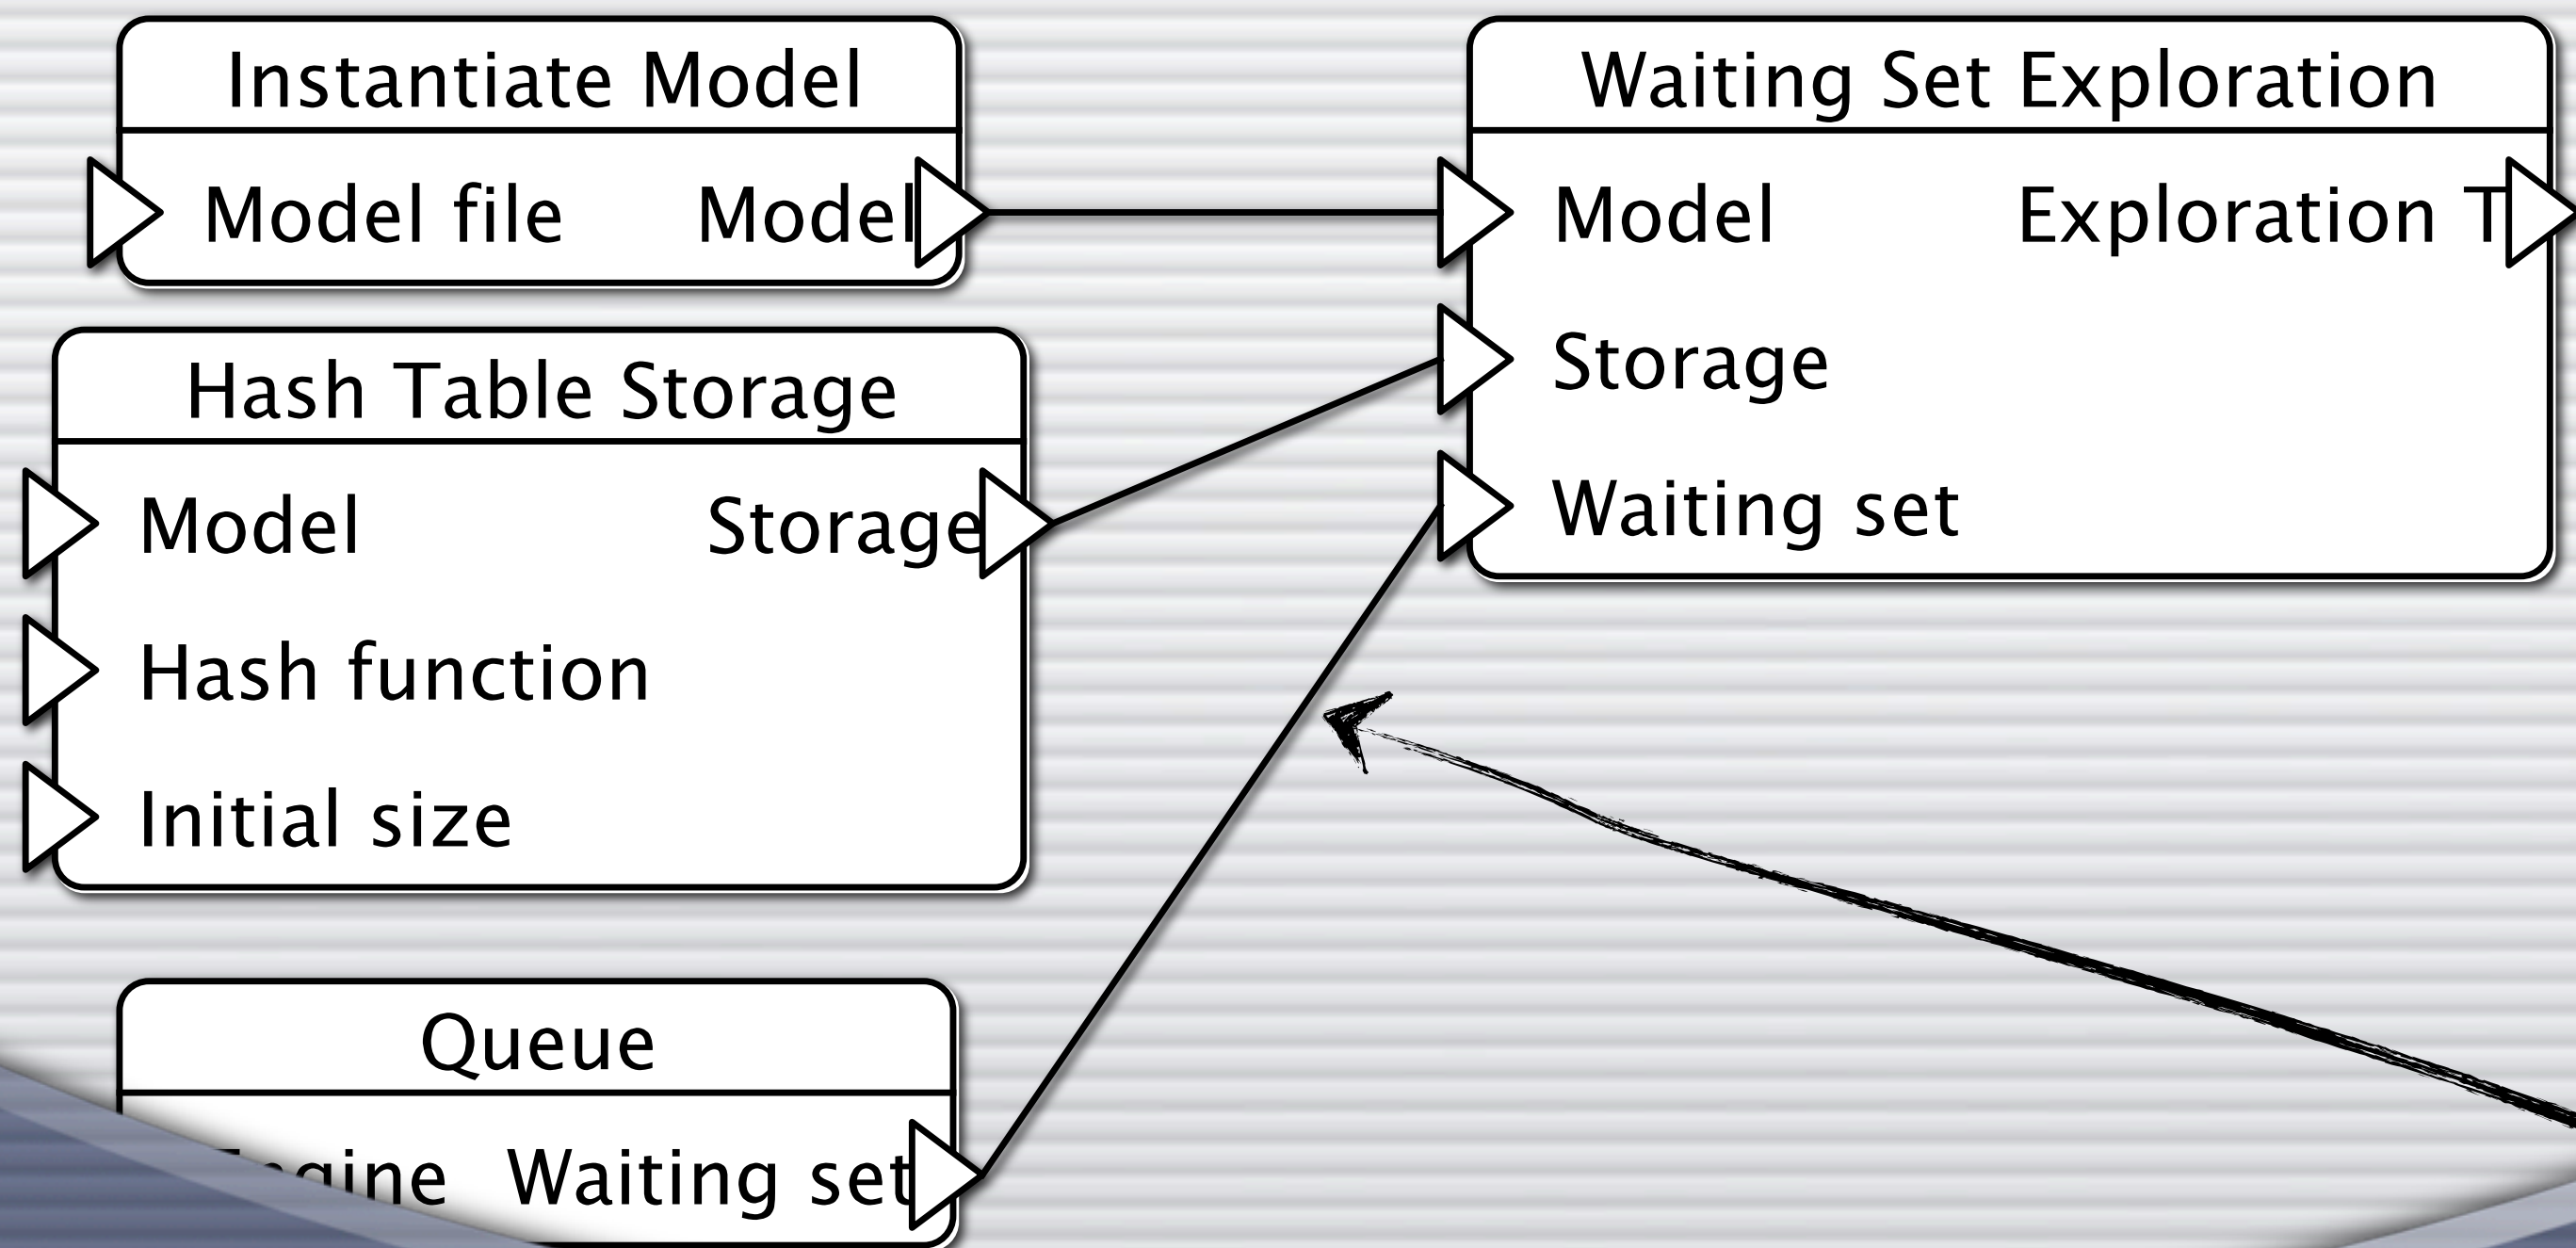 Instantiate Model
Model file Model
Waiting Set Exploration
Model Exploration T
Storage
Waiting set
Hash Table Storage
Model Storage
Hash function
Initial size
Queue
Waiting set